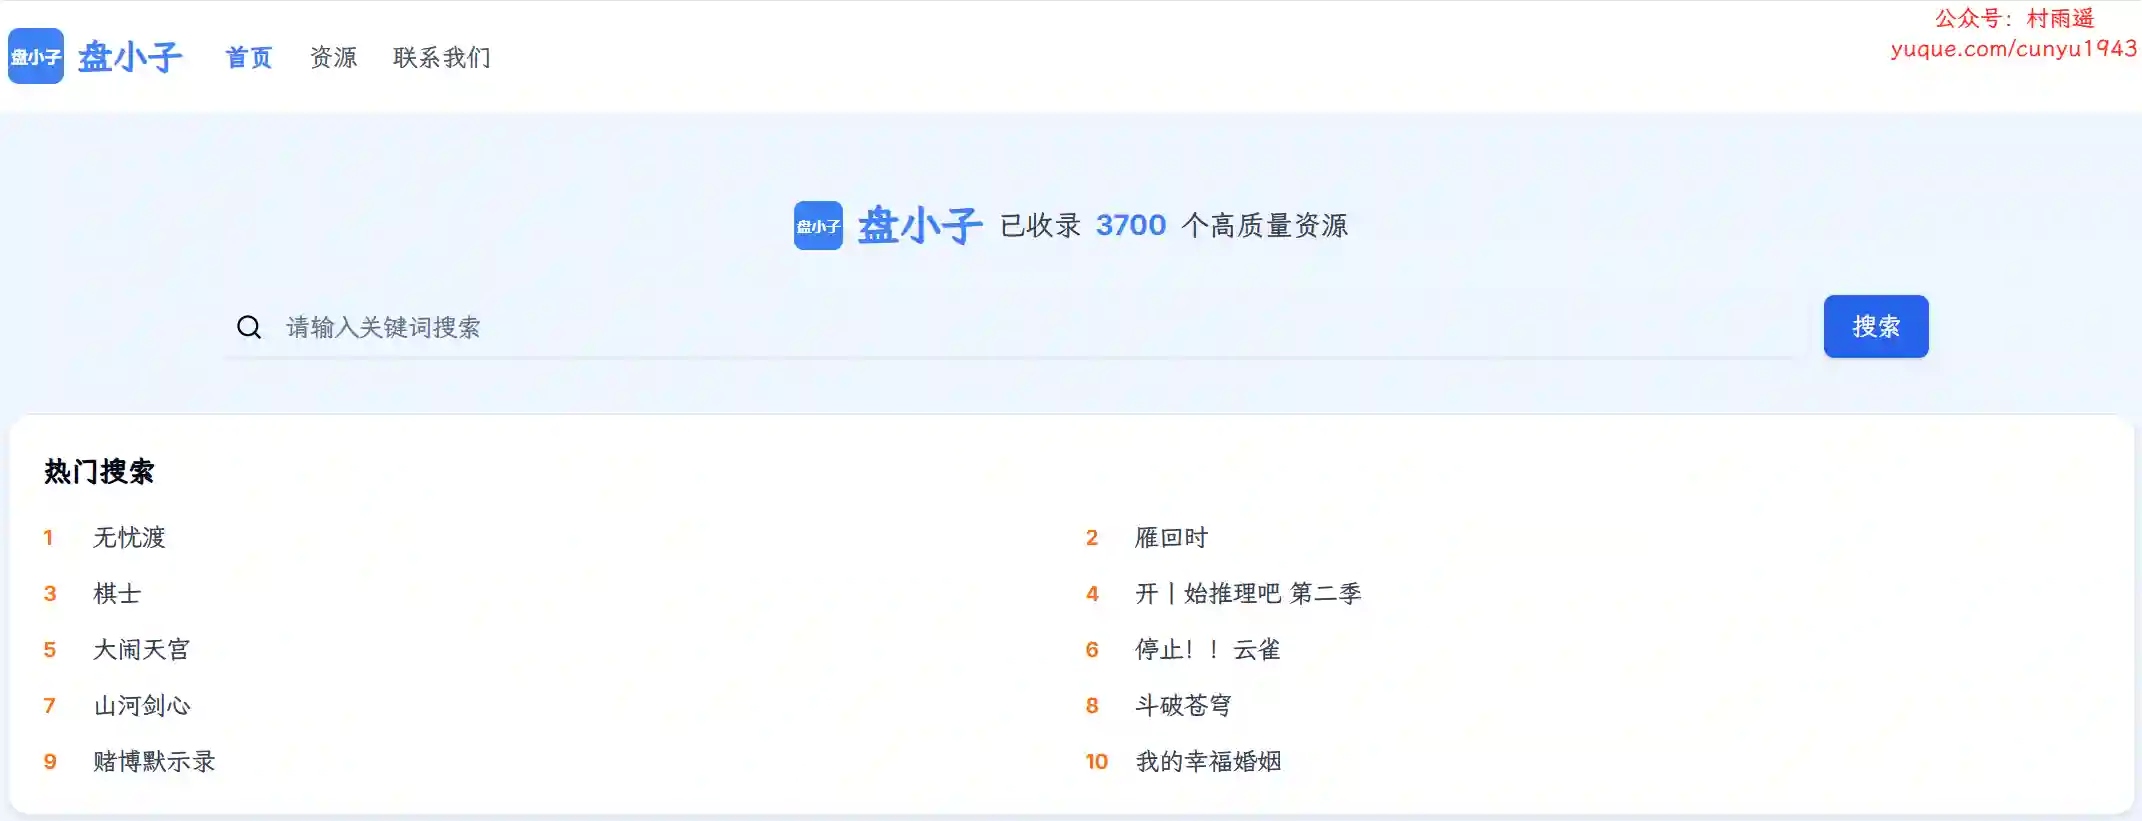 盘小子 盘小子 首页 资源 联系我们
公众号：村雨遥
yuque.com/cunyu1943
盘小子 盘小子 已收录 3700 个高质量资源
请输入关键词搜索 搜索
热门搜索
1 无忧渡 2 雁回时
3 棋士 4 开丨始推理吧 第二季
5 大闹天宫 6 停止！！云雀
7 山河剑心 8 斗破苍穹
9 赌博默示录 10 我的幸福婚姻